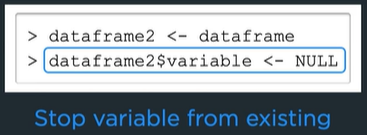 > dataframe2 <- dataframe
> dataframe2$variable <- NULL
Stop variable from existing